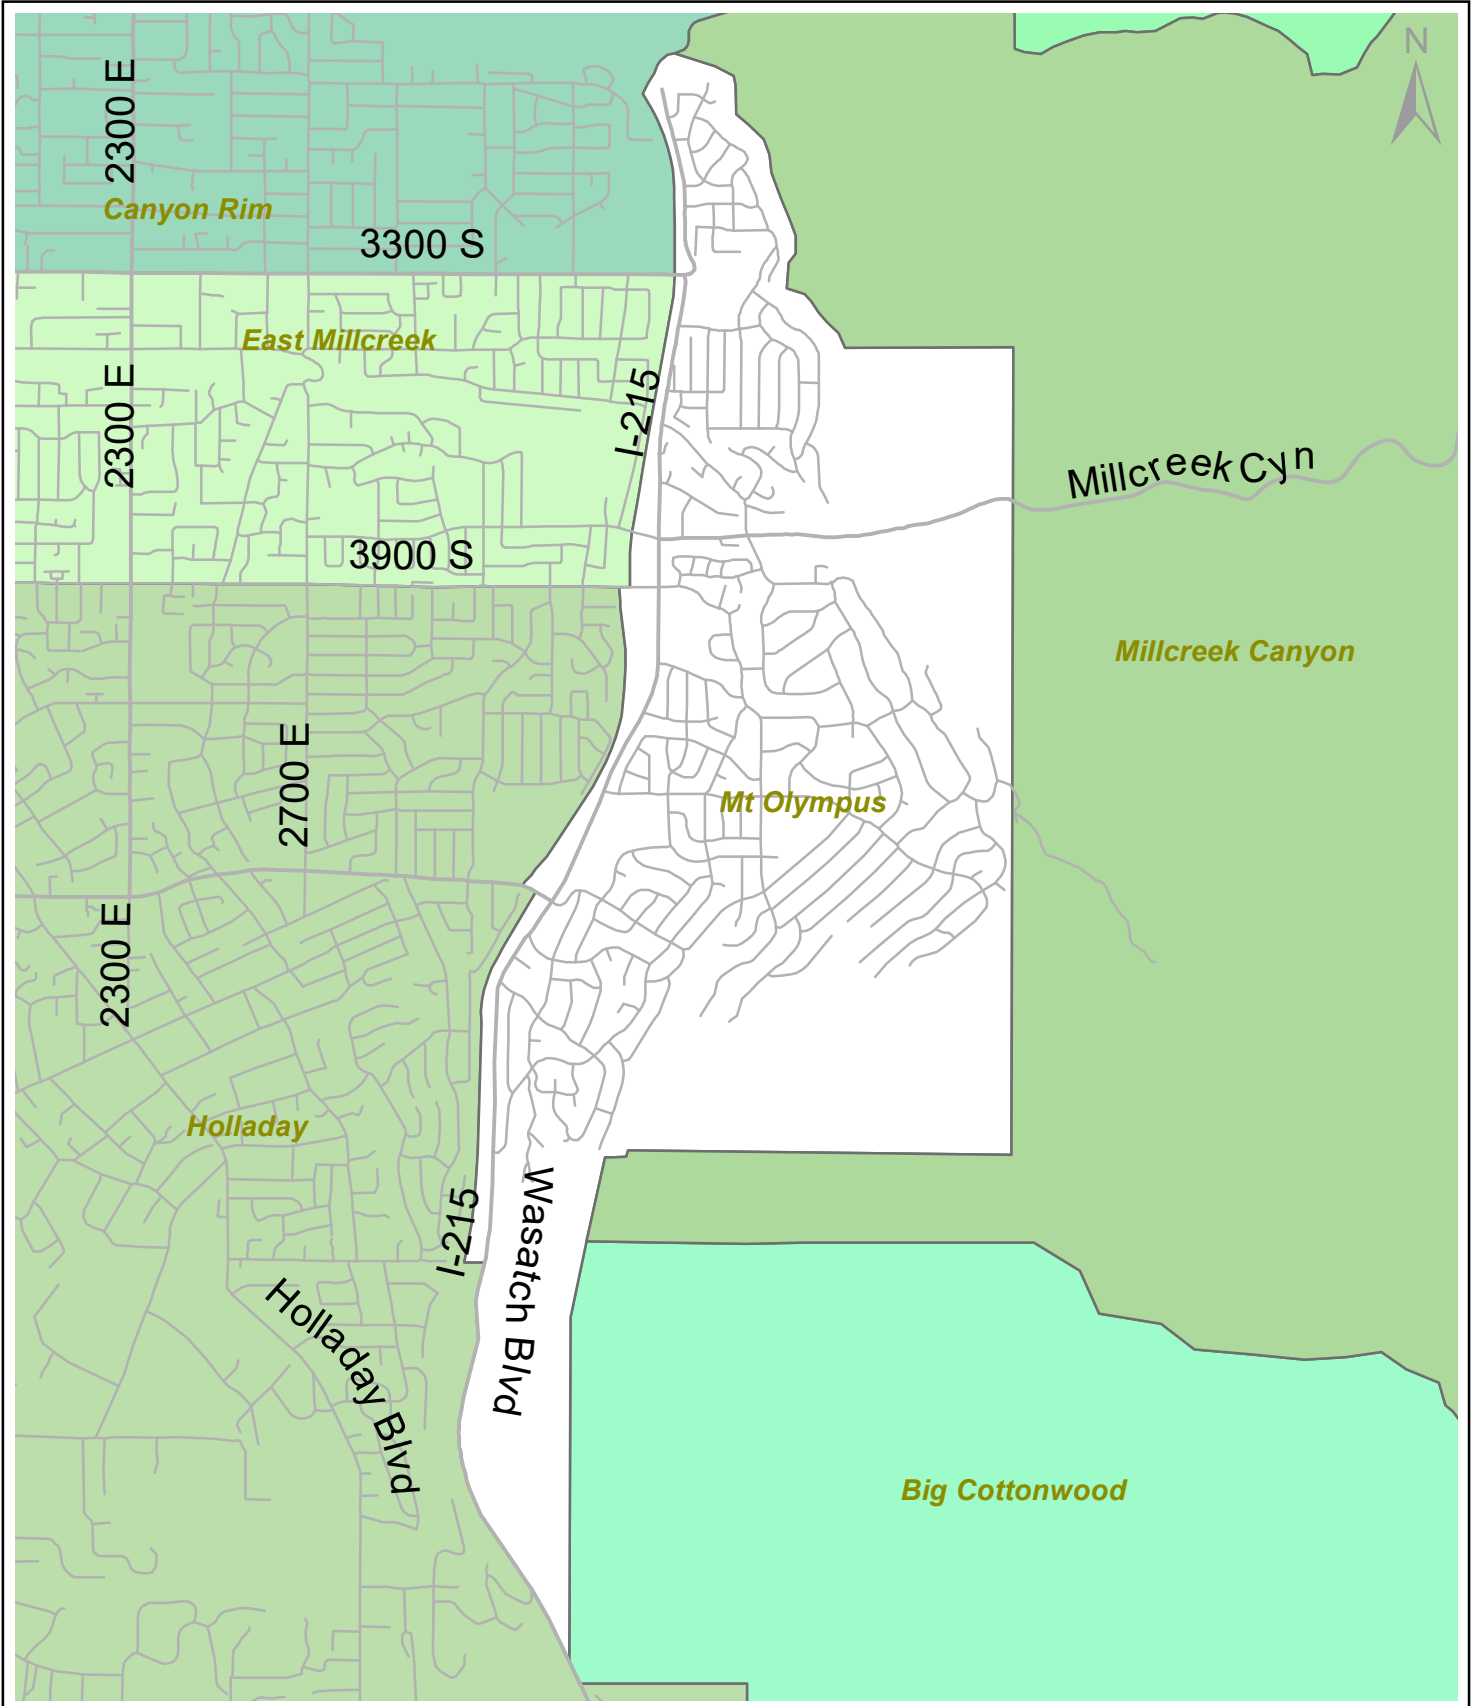 N
2300 E
Canyon Rim
3300 S
East Millcreek
2300 E
I-215
Millcreek Cyn
3900 S
Millcreek Canyon
2700 E
Mt Olympus
2300 E
Holladay
I-215
Wasatch Blvd
Holladay Blvd
Big Cottonwood